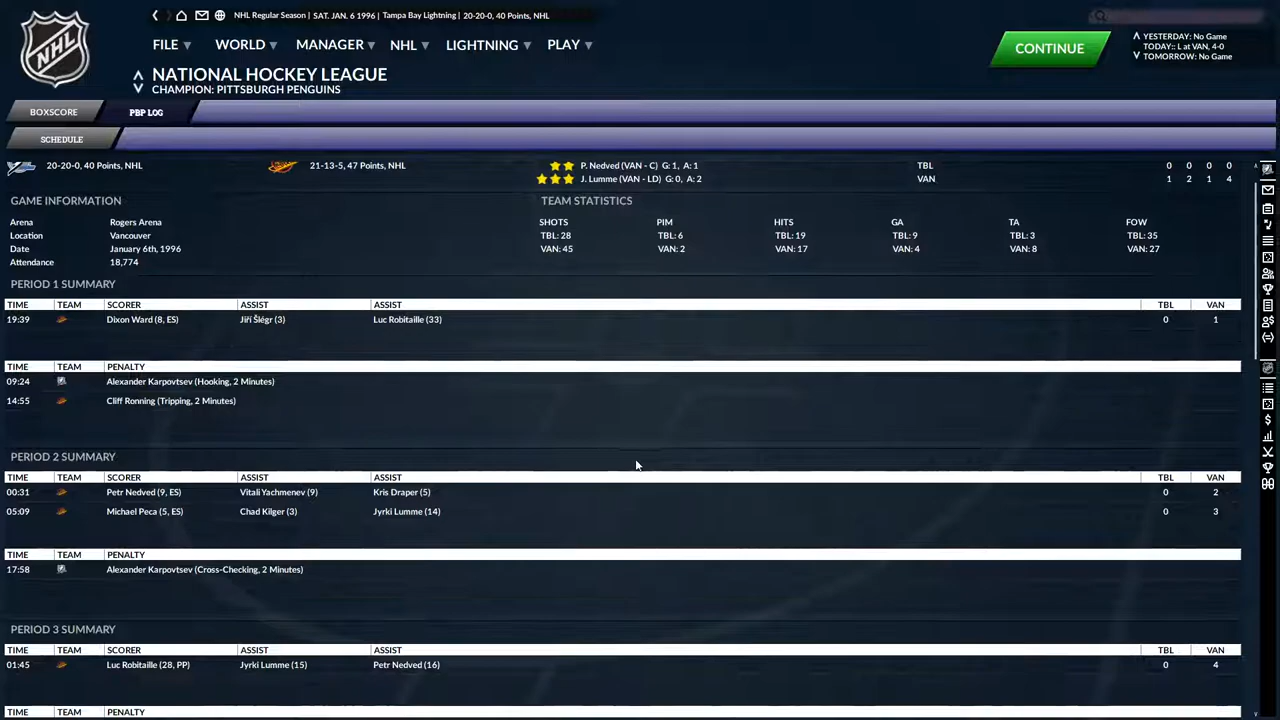 NHL Regular Season | SAT. JAN. 6 1996 | Tampa Bay Lightning | 20-20-0, 40 Points, NHL
NHL
FILE WORLD MANAGER NHL LIGHTNING PLAY
CONTINUE
YESTERDAY: No Game
TODAY:: L at VAN, 4-0
TOMORROW: No Game
NATIONAL HOCKEY LEAGUE
CHAMPION: PITTSBURGH PENGUINS
BOXSCORE PBP LOG
SCHEDULE
20-20-0, 40 Points, NHL 21-13-5, 47 Points, NHL P. Nedved (VAN - C) G: 1, A: 1 TBL 0 0 0 0
J. Lumme (VAN - LD) G: 0, A: 2 VAN 1 2 1 4
GAME INFORMATION TEAM STATISTICS
Arena Rogers Arena SHOTS PIM HITS GA TA FOW
Location Vancouver TBL: 28 TBL: 6 TBL: 19 TBL: 9 TBL: 3 TBL: 35
Date January 6th, 1996 VAN: 45 VAN: 2 VAN: 17 VAN: 4 VAN: 8 VAN: 27
Attendance 18,774
PERIOD 1 SUMMARY
TIME TEAM SCORER ASSIST ASSIST TBL VAN
19:39 Dixon Ward (8, ES) Jiří Šlégr (3) Luc Robitaille (33) 0 1
TIME TEAM PENALTY
09:24 Alexander Karpovtsev (Hooking, 2 Minutes)
14:55 Cliff Ronning (Tripping, 2 Minutes)
PERIOD 2 SUMMARY
TIME TEAM SCORER ASSIST ASSIST TBL VAN
00:31 Petr Nedved (9, ES) Vitali Yachmenev (9) Kris Draper (5) 0 2
05:09 Michael Peca (5, ES) Chad Kilger (3) Jyrki Lumme (14) 0 3
TIME TEAM PENALTY
17:58 Alexander Karpovtsev (Cross-Checking, 2 Minutes)
PERIOD 3 SUMMARY
TIME TEAM SCORER ASSIST ASSIST TBL VAN
01:45 Luc Robitaille (28, PP) Jyrki Lumme (15) Petr Nedved (16) 0 4
TIME TEAM PENALTY